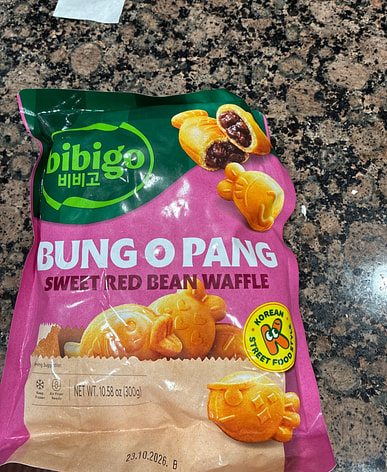 bibigo
비비고
BUNG O PANG
SWEET RED BEAN WAFFLE
KOREAN
STREET FOOD
NET WT. 10.58 oz (300g)
23.10.2026. B